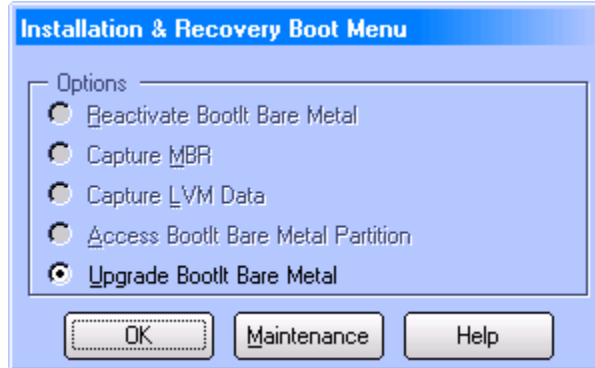 Installation & Recovery Boot Menu
Options
Reactivate BootIt Bare Metal
Capture MBR
Capture LVM Data
Access BootIt Bare Metal Partition
Upgrade BootIt Bare Metal
OK Maintenance Help